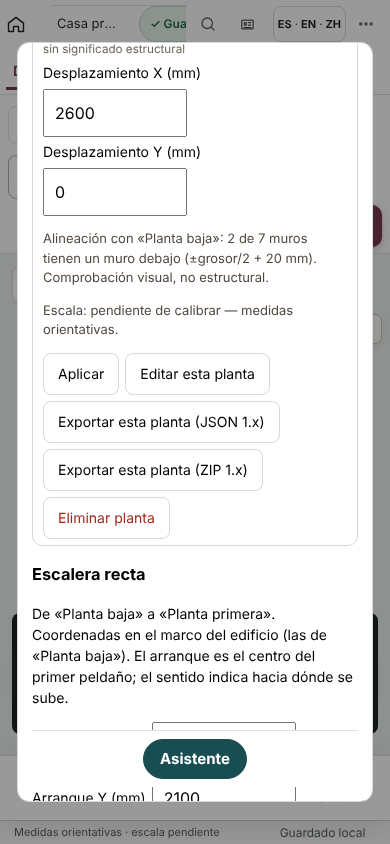 Casa pr...
✓ Gua
ES · EN · ZH
sin significado estructural
Desplazamiento X (mm)
2600
Desplazamiento Y (mm)
0
Alineación con «Planta baja»: 2 de 7 muros
tienen un muro debajo (±grosor/2 + 20 mm).
Comprobación visual, no estructural.
Escala: pendiente de calibrar — medidas
orientativas.
Aplicar
Editar esta planta
Exportar esta planta (JSON 1.x)
Exportar esta planta (ZIP 1.x)
Eliminar planta
Escalera recta
De «Planta baja» a «Planta primera».
Coordenadas en el marco del edificio (las de
«Planta baja»). El arranque es el centro del
primer peldaño; el sentido indica hacia dónde se
sube.
Asistente
Arranque Y (mm)
2100
Medidas orientativas · escala pendiente
Guardado local